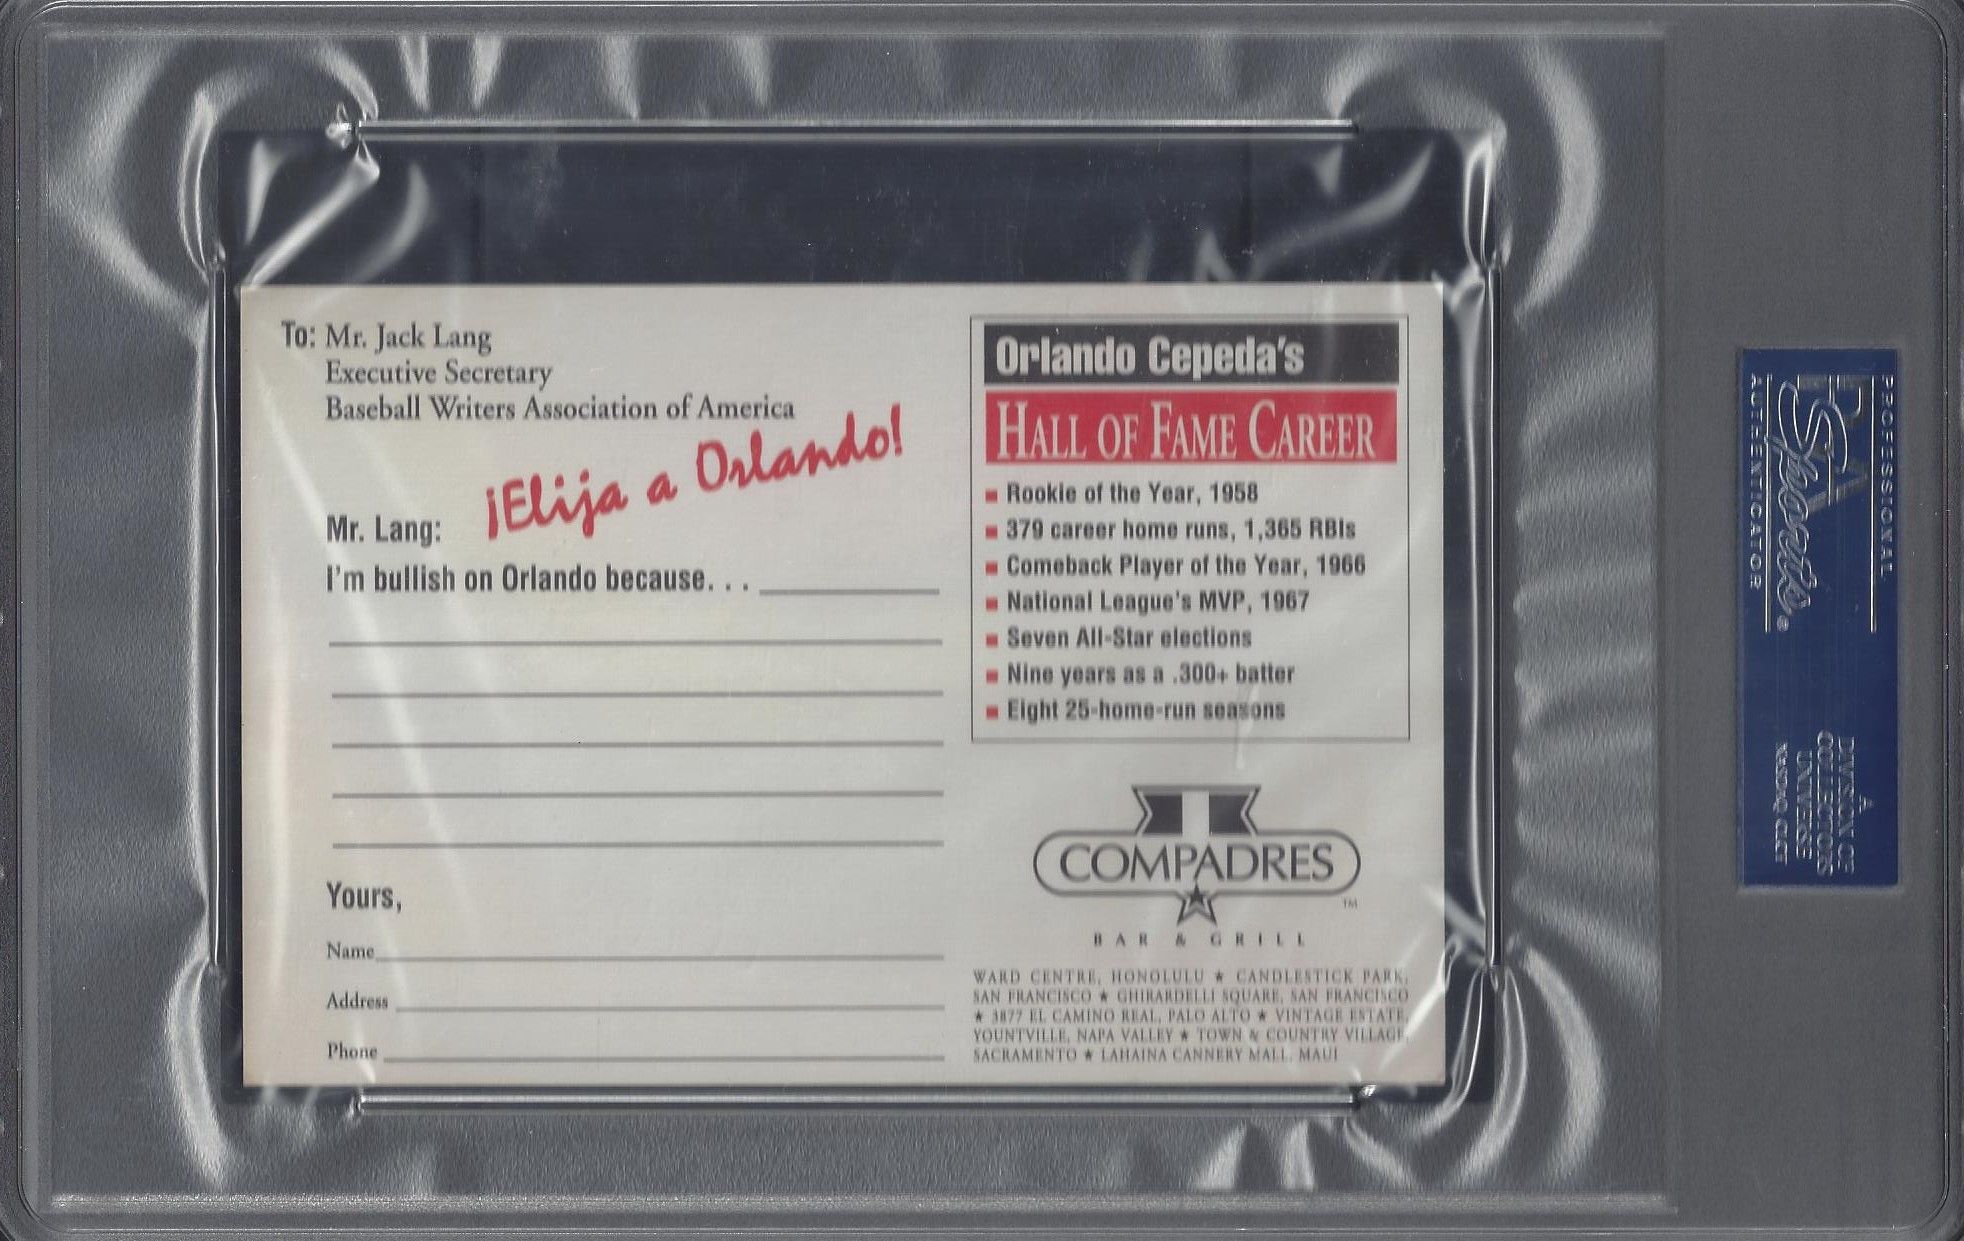 To: Mr. Jack Lang
Executive Secretary
Baseball Writers Association of America
¡Elija a Orlando!
Mr. Lang:
I'm bullish on Orlando because. . .
Yours,
Name
Address
Phone
Orlando Cepeda's
HALL OF FAME CAREER
Rookie of the Year, 1958
379 career home runs, 1,365 RBIs
Comeback Player of the Year, 1966
National League's MVP, 1967
Seven All-Star elections
Nine years as a .300+ batter
Eight 25-home-run seasons
COMPADRES
TM
BAR & GRILL
WARD CENTRE, HONOLULU ★ CANDLESTICK PARK,
SAN FRANCISCO ★ GHIRARDELLI SQUARE, SAN FRANCISCO
★ 3877 EL CAMINO REAL, PALO ALTO ★ VINTAGE ESTATE,
YOUNTVILLE, NAPA VALLEY ★ TOWN & COUNTRY VILLAGE,
SACRAMENTO ★ LAHAINA CANNERY MALL, MAUI
PROFESSIONAL
PSA
Sports®
AUTHENTICATOR
A
DIVISION OF
COLLECTORS
UNIVERSE
NASDAQ: CLCT